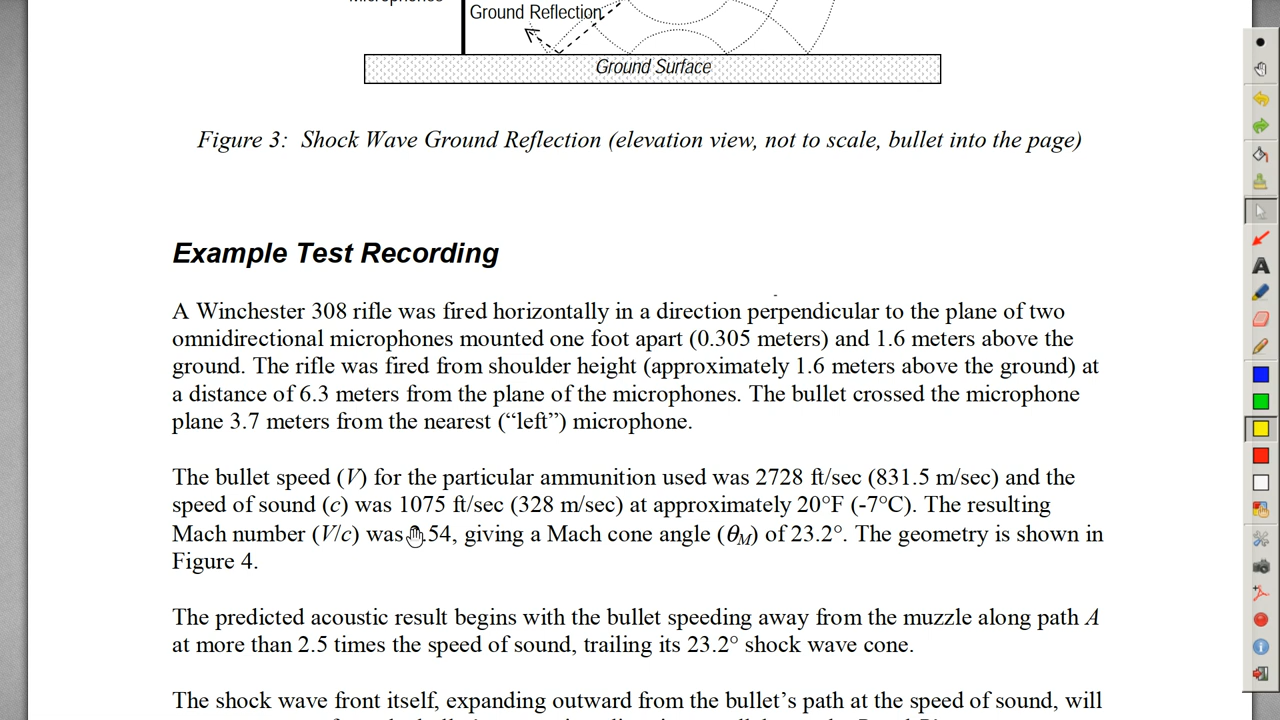 Ground Reflection
Ground Surface
Figure 3: Shock Wave Ground Reflection (elevation view, not to scale, bullet into the page)
Example Test Recording
A Winchester 308 rifle was fired horizontally in a direction perpendicular to the plane of two
omnidirectional microphones mounted one foot apart (0.305 meters) and 1.6 meters above the
ground. The rifle was fired from shoulder height (approximately 1.6 meters above the ground) at
a distance of 6.3 meters from the plane of the microphones. The bullet crossed the microphone
plane 3.7 meters from the nearest (“left”) microphone.
The bullet speed (V) for the particular ammunition used was 2728 ft/sec (831.5 m/sec) and the
speed of sound (c) was 1075 ft/sec (328 m/sec) at approximately 20°F (-7°C). The resulting
Mach number (V/c) was .54, giving a Mach cone angle (θM) of 23.2°. The geometry is shown in
Figure 4.
The predicted acoustic result begins with the bullet speeding away from the muzzle along path A
at more than 2.5 times the speed of sound, trailing its 23.2° shock wave cone.
The shock wave front itself, expanding outward from the bullet’s path at the speed of sound, will